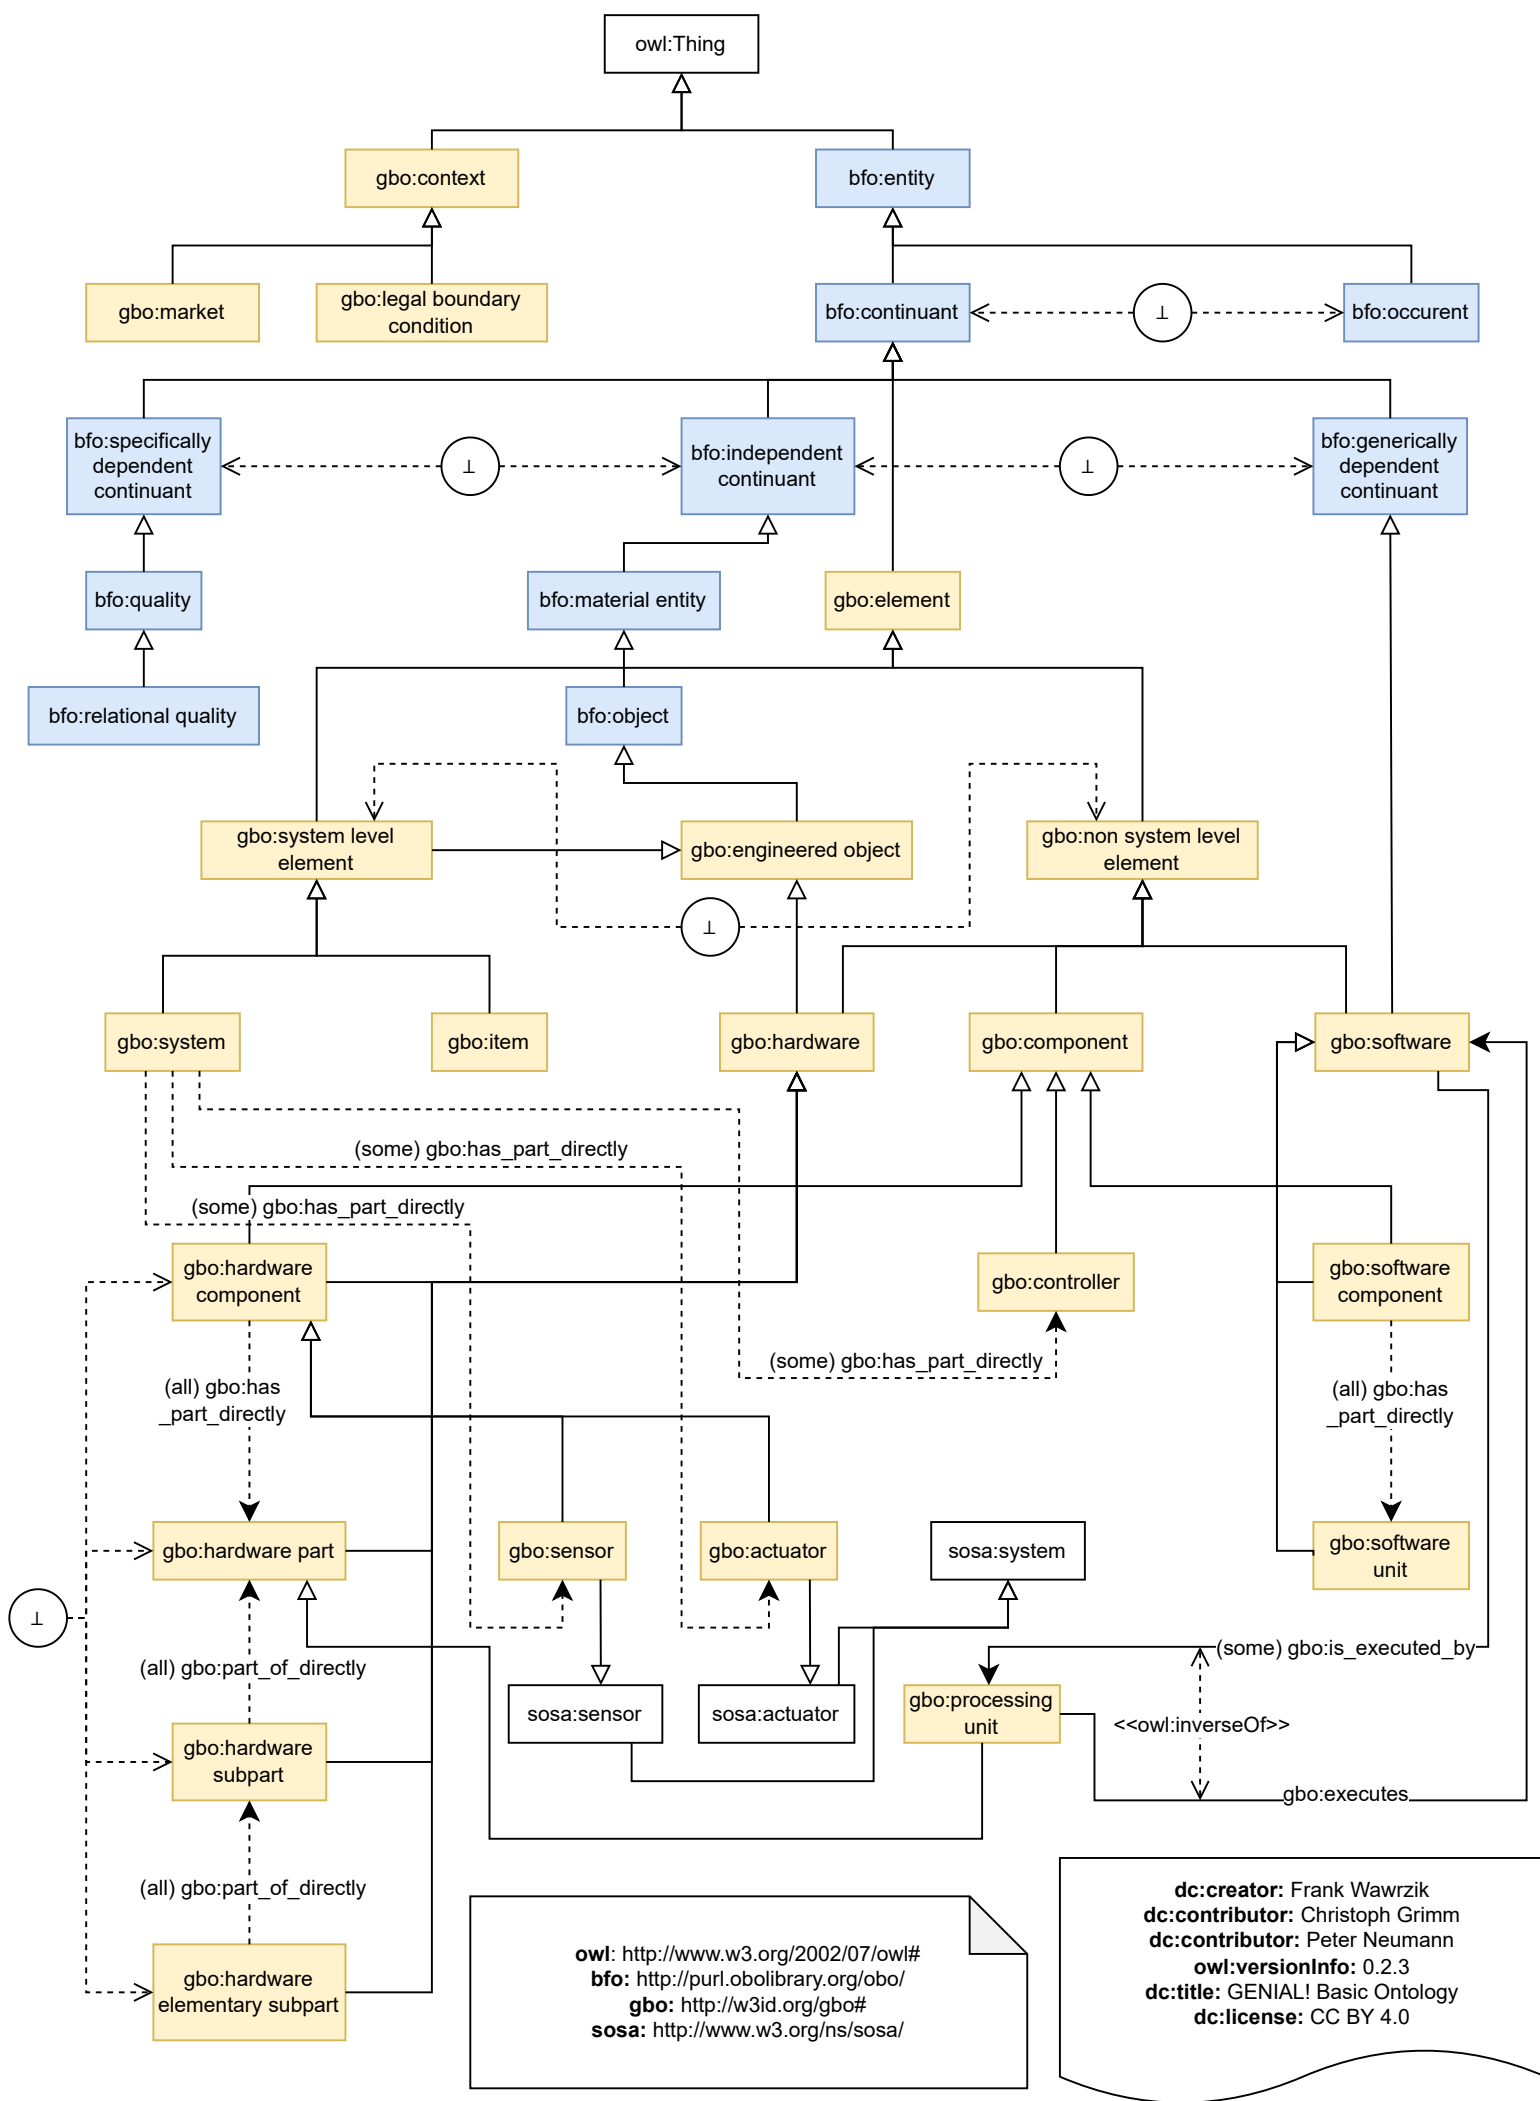 owl:Thing
gbo:context
bfo:entity
gbo:market
gbo:legal boundary
condition
bfo:continuant
⊥
bfo:occurent
bfo:specifically
dependent
continuant
⊥
bfo:independent
continuant
⊥
bfo:generically
dependent
continuant
bfo:quality
bfo:material entity
gbo:element
bfo:relational quality
bfo:object
gbo:system level
element
gbo:engineered object
gbo:non system level
element
⊥
gbo:system
gbo:item
gbo:hardware
gbo:component
gbo:software
(some) gbo:has_part_directly
(some) gbo:has_part_directly
gbo:hardware
component
gbo:controller
gbo:software
component
(some) gbo:has_part_directly
(all) gbo:has
_part_directly
(all) gbo:has
_part_directly
gbo:hardware part
gbo:sensor
gbo:actuator
sosa:system
gbo:software
unit
⊥
(some) gbo:is_executed_by
(all) gbo:part_of_directly
sosa:sensor
sosa:actuator
gbo:processing
unit
<<owl:inverseOf>>
gbo:hardware
subpart
gbo:executes
(all) gbo:part_of_directly
gbo:hardware
elementary subpart
owl: http://www.w3.org/2002/07/owl#
bfo: http://purl.obolibrary.org/obo/
gbo: http://w3id.org/gbo#
sosa: http://www.w3.org/ns/sosa/
dc:creator: Frank Wawrzik
dc:contributor: Christoph Grimm
dc:contributor: Peter Neumann
owl:versionInfo: 0.2.3
dc:title: GENIAL! Basic Ontology
dc:license: CC BY 4.0